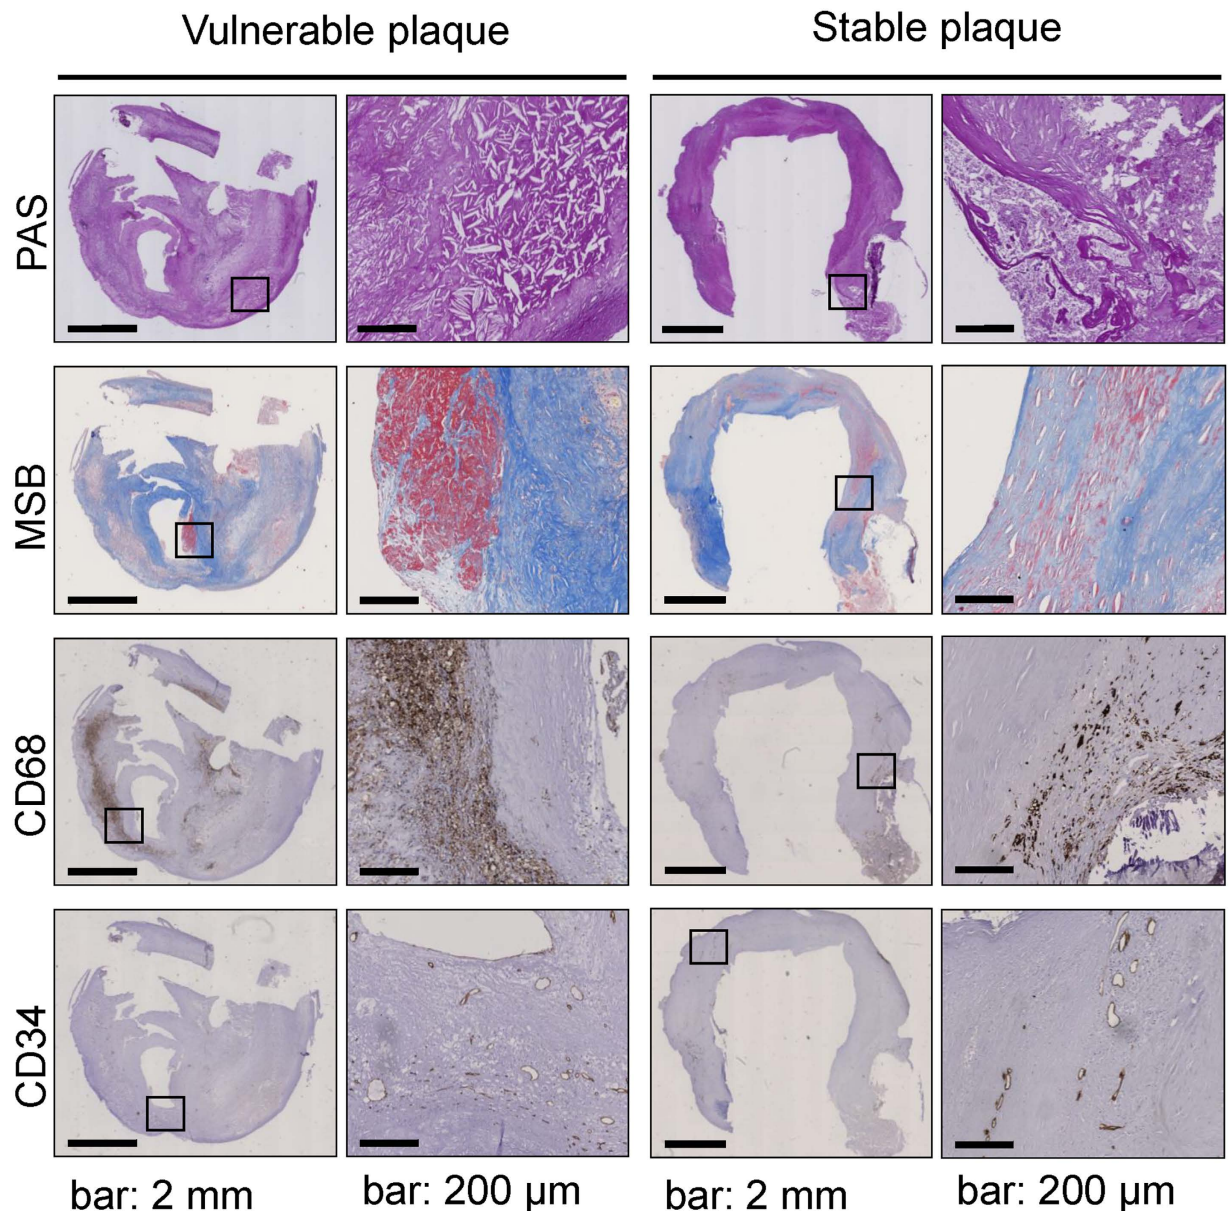 Vulnerable plaque
Stable plaque
PAS
MSB
CD68
CD34
bar: 2 mm
bar: 200 µm
bar: 2 mm
bar: 200 µm